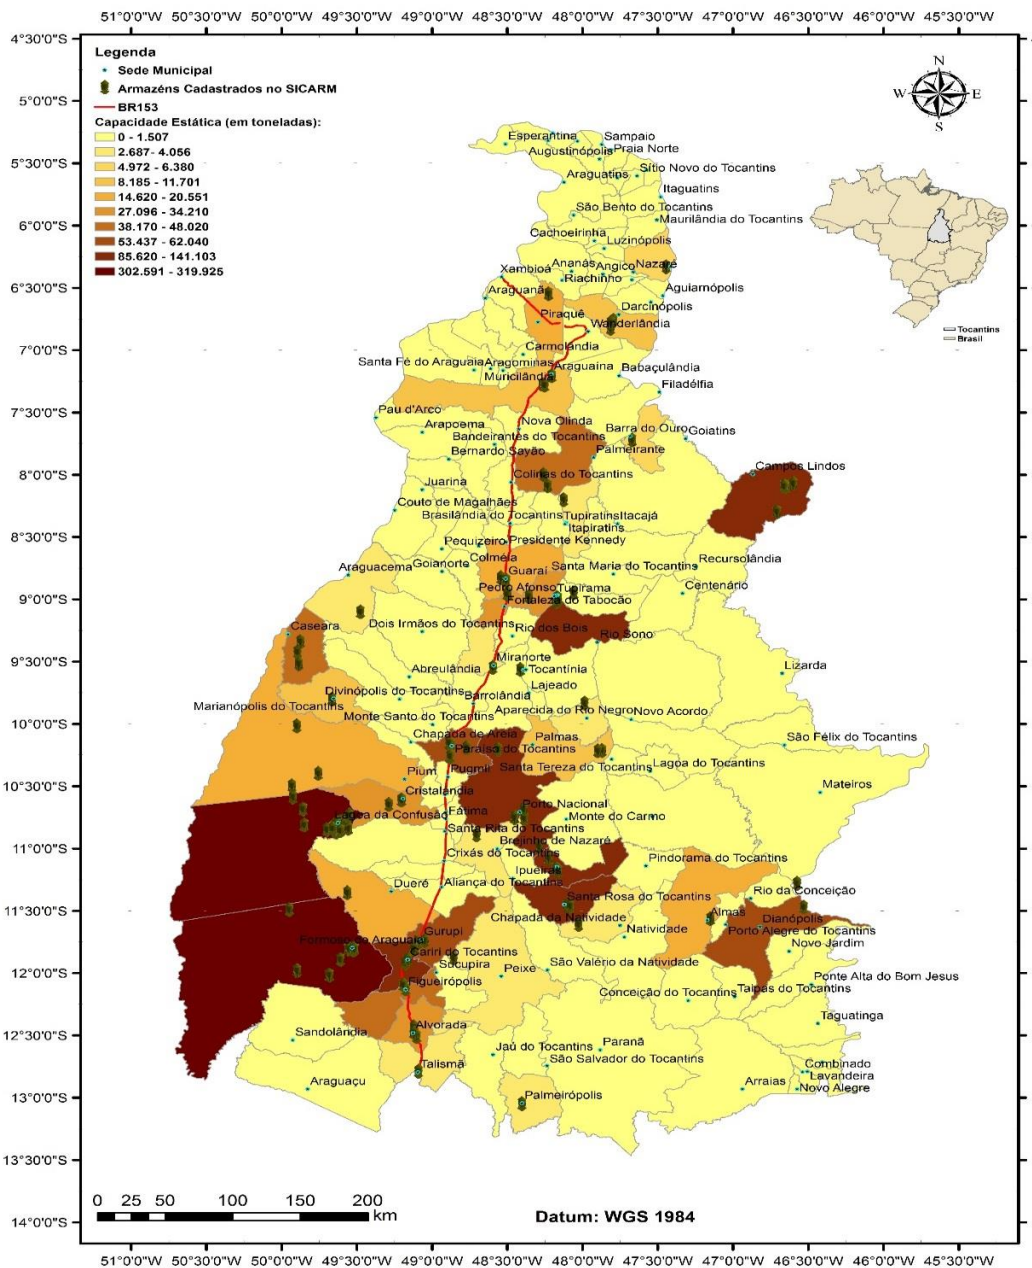 51°0'0"W 50°30'0"W 50°0'0"W 49°30'0"W 49°0'0"W 48°30'0"W 48°0'0"W 47°30'0"W 47°0'0"W 46°30'0"W 46°0'0"W 45°30'0"W
4°30'0"S
5°0'0"S
5°30'0"S
6°0'0"S
6°30'0"S
7°0'0"S
7°30'0"S
8°0'0"S
8°30'0"S
9°0'0"S
9°30'0"S
10°0'0"S
10°30'0"S
11°0'0"S
11°30'0"S
12°0'0"S
12°30'0"S
13°0'0"S
13°30'0"S
14°0'0"S
Legenda
Sede Municipal
Armazéns Cadastrados no SICARM
BR153
Capacidade Estática (em toneladas):
0 - 1.507
2.687- 4.056
4.972 - 6.380
8.185 - 11.701
14.620 - 20.551
27.096 - 34.210
38.170 - 48.020
53.437 - 62.040
85.620 - 141.103
302.591 - 319.925
N
W E
S
Tocantins
Brasil
Esperantina Sampaio
Augustinópolis Praia Norte
Araguatins Sítio Novo do Tocantins
Itaguatins
São Bento do Tocantins
Maurilândia do Tocantins
Cachoeirinha
Luzinópolis
Ananás Angico Nazaré
Xambioá Riachinho
Araguanã Aguiarnópolis
Piraquê Darcinópolis
Wanderlândia
Carmolândia
Santa Fé do Araguaia Aragominas Araguaína Babaçulândia
Muricilândia
Filadélfia
Pau d'Arco
Arapoema Nova Olinda Barra do Ouro Goiatins
Bandeirantes do Tocantins
Bernardo Sayão Palmeirante
Colinas do Tocantins Campos Lindos
Juarina
Couto de Magalhães
Brasilândia do Tocantins Tupiratins Itacajá
Itapiratins
Pequizeiro Presidente Kennedy
Colméia Recursolândia
Araguacema Goianorte Guaraí Santa Maria do Tocantins
Pedro Afonso Tupirama Centenário
Fortaleza do Tabocão
Caseara Dois Irmãos do Tocantins Rio dos Bois Rio Sono
Miranorte
Abreulândia Tocantínia Lizarda
Divinópolis do Tocantins Lajeado
Marianópolis do Tocantins Barrolândia
Monte Santo do Tocantins Aparecida do Rio Negro Novo Acordo
Chapada de Areia Palmas São Félix do Tocantins
Paraíso do Tocantins
Pium Pugmil Santa Tereza do Tocantins Lagoa do Tocantins
Cristalândia Mateiros
Lagoa da Confusão Fátima Porto Nacional
Monte do Carmo
Santa Rita do Tocantins
Brejinho de Nazaré
Crixás do Tocantins Pindorama do Tocantins
Ipueiras
Dueré Aliança do Tocantins Rio da Conceição
Santa Rosa do Tocantins
Chapada da Natividade Almas Dianópolis
Formoso do Araguaia Gurupi Natividade Porto Alegre do Tocantins
Cariri do Tocantins Novo Jardim
Sucupira Peixe São Valério da Natividade
Figueirópolis Conceição do Tocantins Taipas do Tocantins Ponte Alta do Bom Jesus
Taguatinga
Sandolândia Alvorada
Jaú do Tocantins Paranã
Talismã São Salvador do Tocantins Combinado
Lavandeira
Araguaçu Palmeirópolis Arraias Novo Alegre
0 25 50 100 150 200
km
Datum: WGS 1984
51°0'0"W 50°30'0"W 50°0'0"W 49°30'0"W 49°0'0"W 48°30'0"W 48°0'0"W 47°30'0"W 47°0'0"W 46°30'0"W 46°0'0"W 45°30'0"W